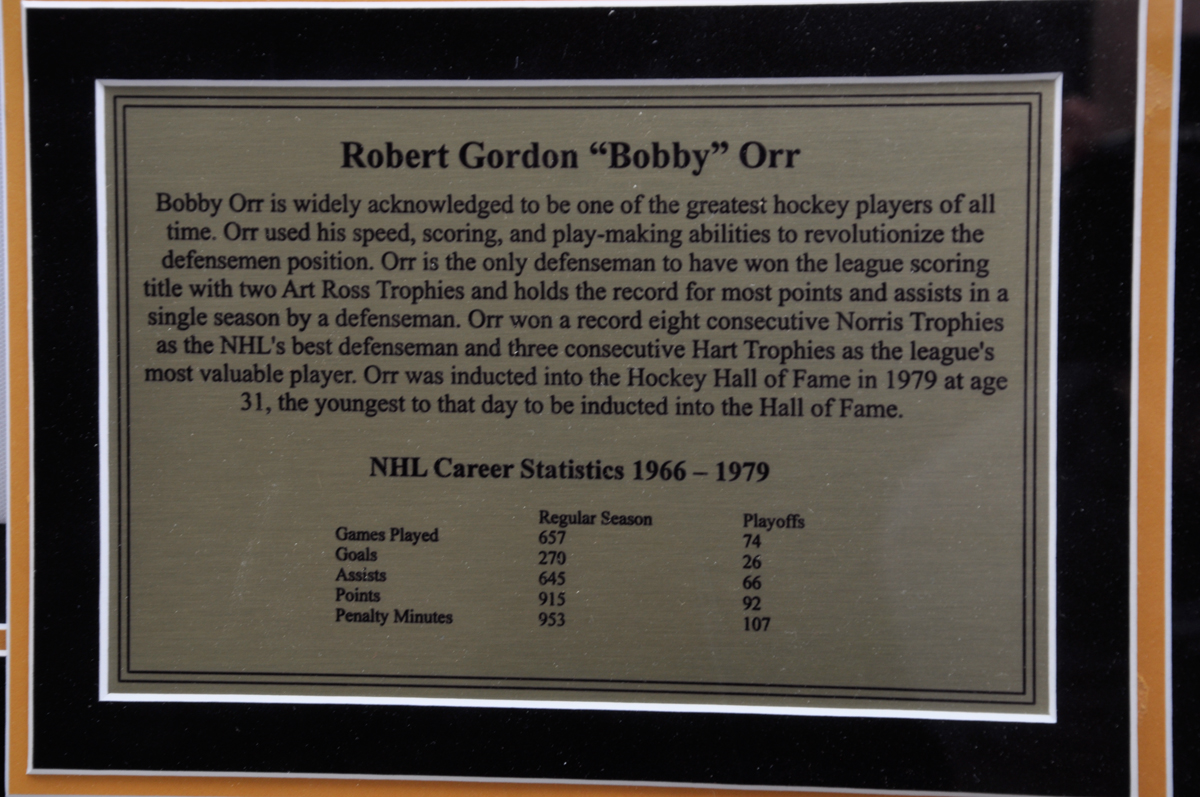 Robert Gordon “Bobby” Orr
Bobby Orr is widely acknowledged to be one of the greatest hockey players of all
time. Orr used his speed, scoring, and play-making abilities to revolutionize the
defensemen position. Orr is the only defenseman to have won the league scoring
title with two Art Ross Trophies and holds the record for most points and assists in a
single season by a defenseman. Orr won a record eight consecutive Norris Trophies
as the NHL's best defenseman and three consecutive Hart Trophies as the league's
most valuable player. Orr was inducted into the Hockey Hall of Fame in 1979 at age
31, the youngest to that day to be inducted into the Hall of Fame.
NHL Career Statistics 1966 – 1979
Regular Season Playoffs
Games Played 657 74
Goals 270 26
Assists 645 66
Points 915 92
Penalty Minutes 953 107